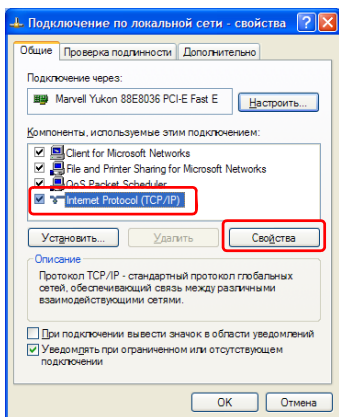 Подключение по локальной сети - свойства
Общие Проверка подлинности Дополнительно
Подключение через:
Marvell Yukon 88E8036 PCI-E Fast E Настроить...
Компоненты, используемые этим подключением:
Client for Microsoft Networks
File and Printer Sharing for Microsoft Networks
QoS Packet Scheduler
Internet Protocol (TCP/IP)
Установить... Удалить Свойства
Описание
Протокол TCP/IP - стандартный протокол глобальных
сетей, обеспечивающий связь между различными
взаимодействующими сетями.
При подключении вывести значок в области уведомлений
Уведомлять при ограниченном или отсутствующем
подключении
OK Отмена